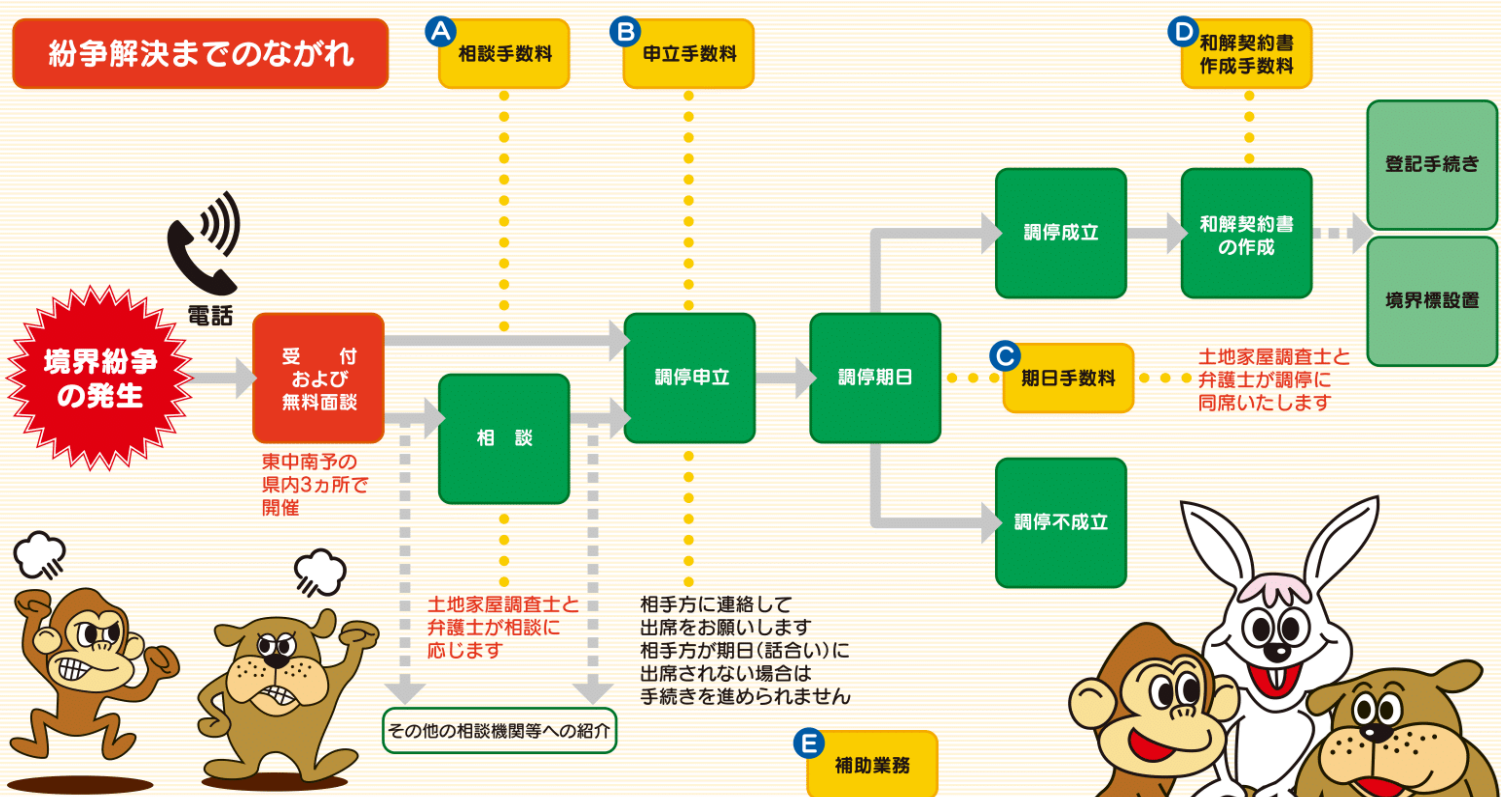 紛争解決までのながれ
A
相談手数料
B
申立手数料
D
和解契約書
作成手数料
電話
境界紛争
の発生
受　付
および
無料面談
東中南予の
県内3ヵ所で
開催
相　談
土地家屋調査士と
弁護士が相談に
応じます
その他の相談機関等への紹介
調停申立
相手方に連絡して
出席をお願いします
相手方が期日(話合い)に
出席されない場合は
手続きを進められません
調停期日
C
期日手数料
土地家屋調査士と
弁護士が調停に
同席いたします
調停成立
和解契約書
の作成
登記手続き
境界標設置
調停不成立
E
補助業務